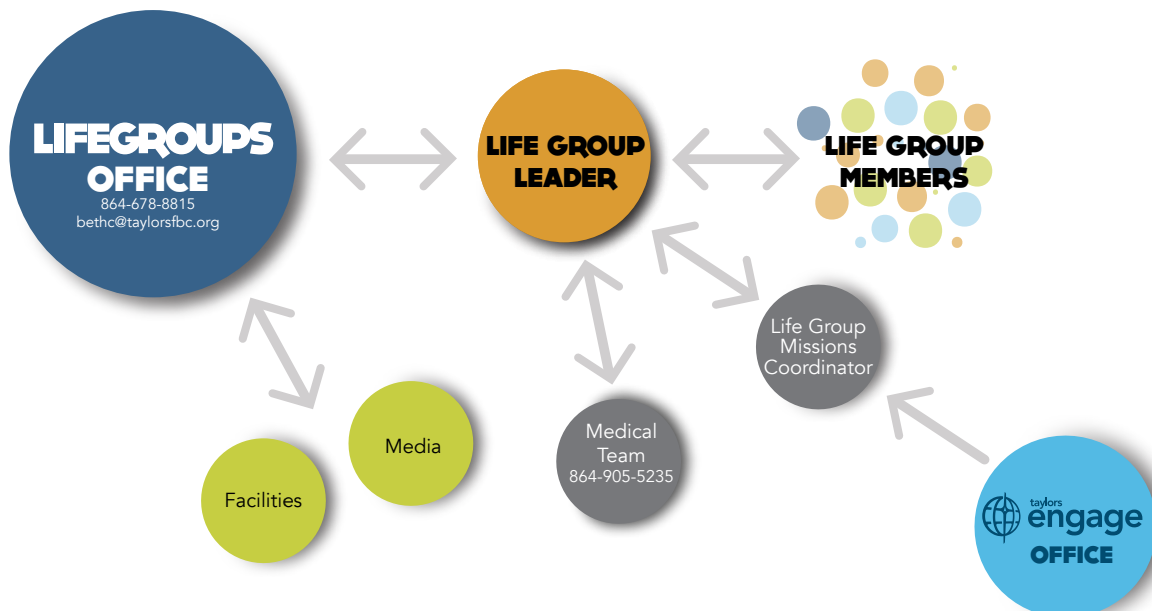 LIFEGROUPS
OFFICE
864-678-8815
bethc@taylorsfbc.org
LIFE GROUP
LEADER
LIFE GROUP
MEMBERS
Life Group
Missions
Coordinator
Medical
Team
864-905-5235
Media
Facilities
taylors
engage
OFFICE